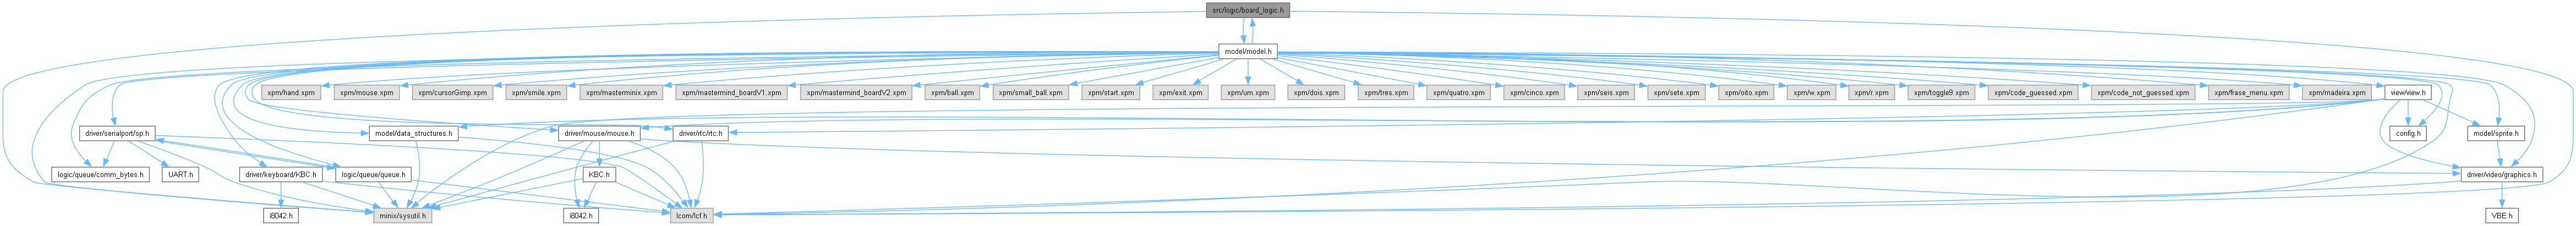 src/logic/board_logic.h
model/model.h
xpm/hand.xpm
xpm/mouse.xpm
xpm/cursorGimp.xpm
xpm/smile.xpm
xpm/masterminix.xpm
xpm/mastermind_boardV1.xpm
xpm/mastermind_boardV2.xpm
xpm/ball.xpm
xpm/small_ball.xpm
xpm/start.xpm
xpm/exit.xpm
xpm/um.xpm
xpm/dois.xpm
xpm/tres.xpm
xpm/quatro.xpm
xpm/cinco.xpm
xpm/seis.xpm
xpm/sete.xpm
xpm/oito.xpm
xpm/w.xpm
xpm/r.xpm
xpm/toggle9.xpm
xpm/code_guessed.xpm
xpm/code_not_guessed.xpm
xpm/frase_menu.xpm
xpm/madeira.xpm
view/view.h
driver/serialport/sp.h
model/data_structures.h
driver/mouse/mouse.h
driver/rtc/rtc.h
config.h
model/sprite.h
logic/queue/comm_bytes.h
UART.h
driver/keyboard/KBC.h
logic/queue/queue.h
KBC.h
driver/video/graphics.h
i8042.h
minix/sysutil.h
i8042.h
lcom/lcf.h
VBE.h